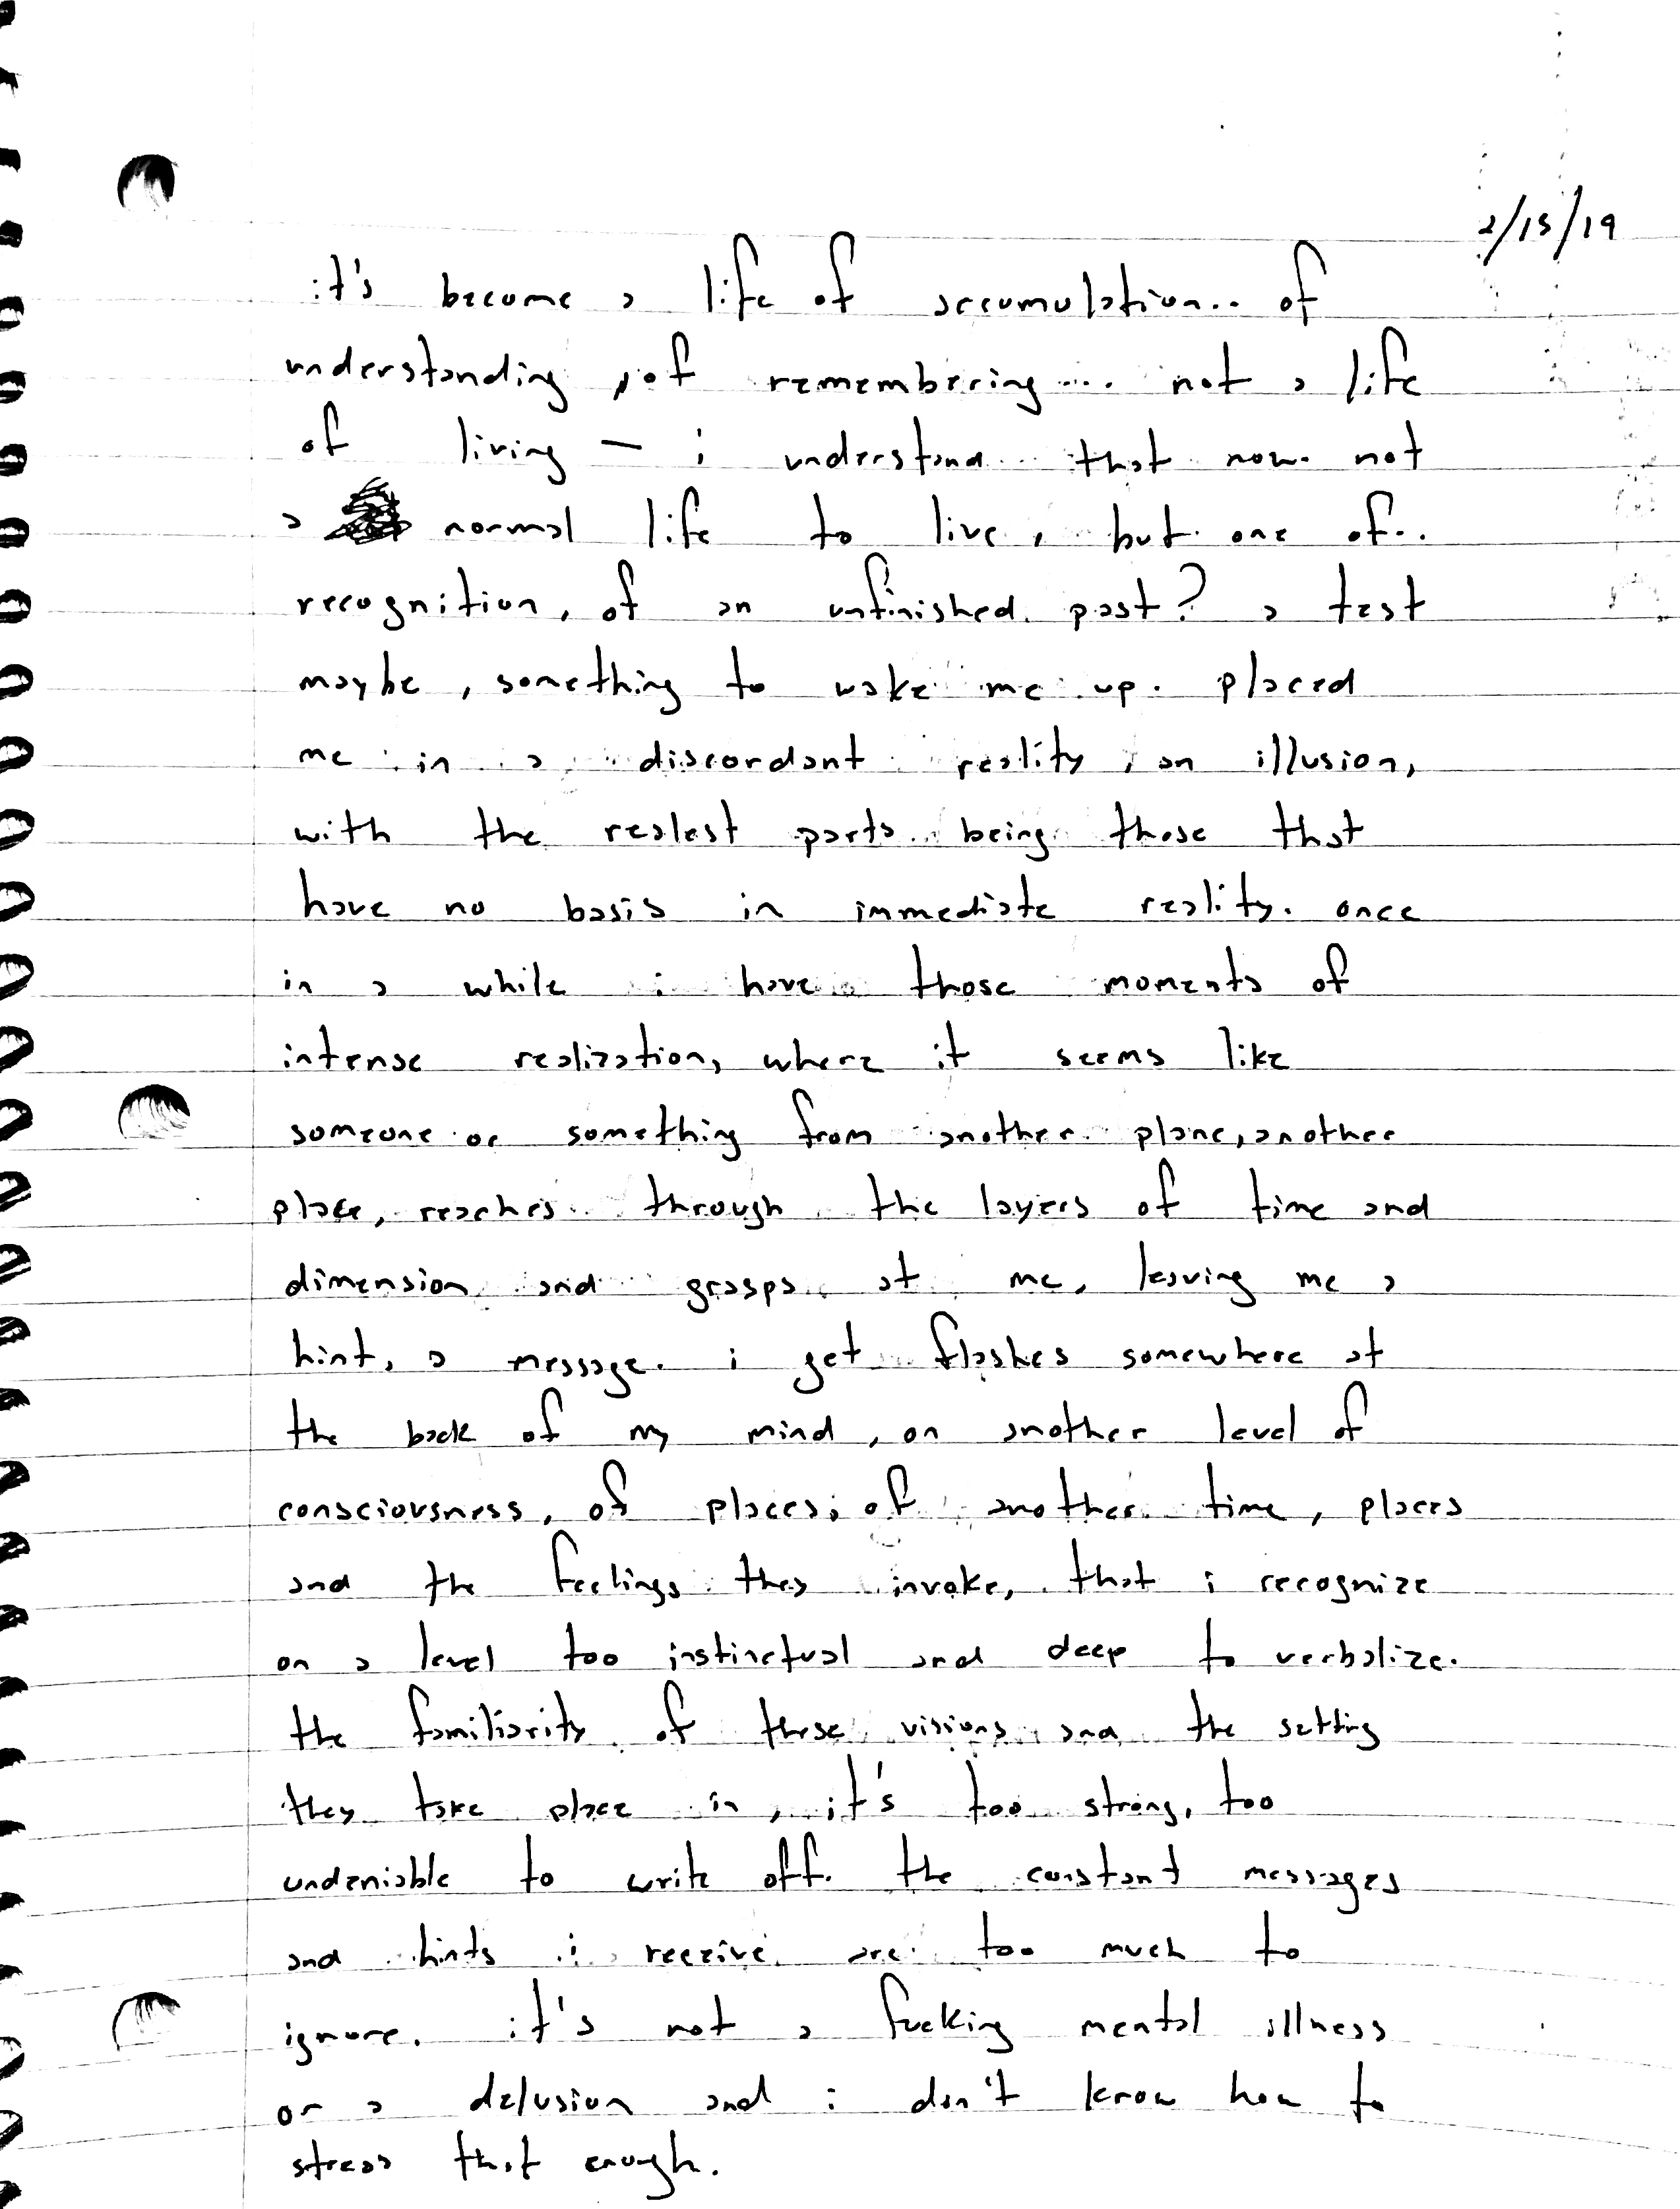 2/15/19
it's become a life of accumulation.. of
understanding, of remembering... not a life
of living — i understand that now. not
a normal life to live, but one of..
recognition, of an unfinished past? a test
maybe, something to wake me up. placed
me in a discordant reality, an illusion,
with the realest parts being those that
have no basis in immediate reality. once
in a while i have those moments of
intense realization, where it seems like
someone or something from another plane, another
place, reaches through the layers of time and
dimension and grasps at me, leaving me a
hint, a message. i get flashes somewhere at
the back of my mind, on another level of
consciousness, of places, of another time, places
and the feelings they invoke, that i recognize
on a level too instinctual and deep to verbalize.
the familiarity of these visions and the setting
they take place in, it's too strong, too
undeniable to write off. the constant messages
and hints i receive are too much to
ignore. it's not a fucking mental illness
or a delusion and i don't know how to
stress that enough.